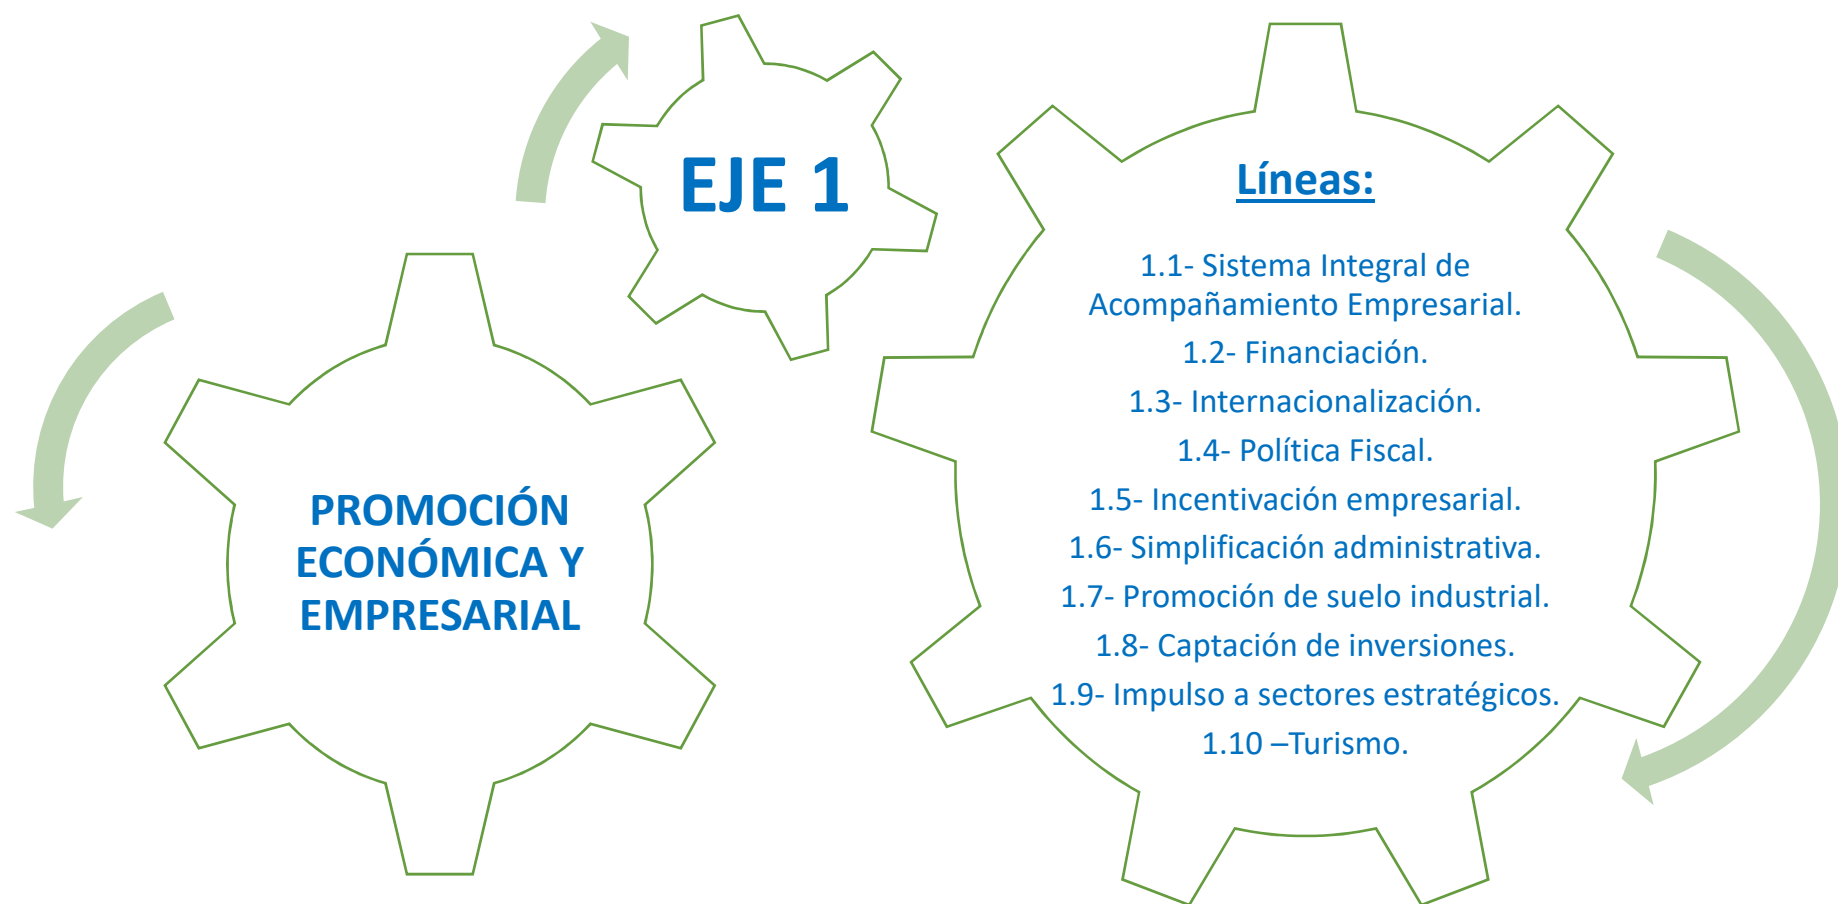 EJE 1
PROMOCIÓN
ECONÓMICA Y
EMPRESARIAL
Líneas:
1.1- Sistema Integral de
Acompañamiento Empresarial.
1.2- Financiación.
1.3- Internacionalización.
1.4- Política Fiscal.
1.5- Incentivación empresarial.
1.6- Simplificación administrativa.
1.7- Promoción de suelo industrial.
1.8- Captación de inversiones.
1.9- Impulso a sectores estratégicos.
1.10 –Turismo.